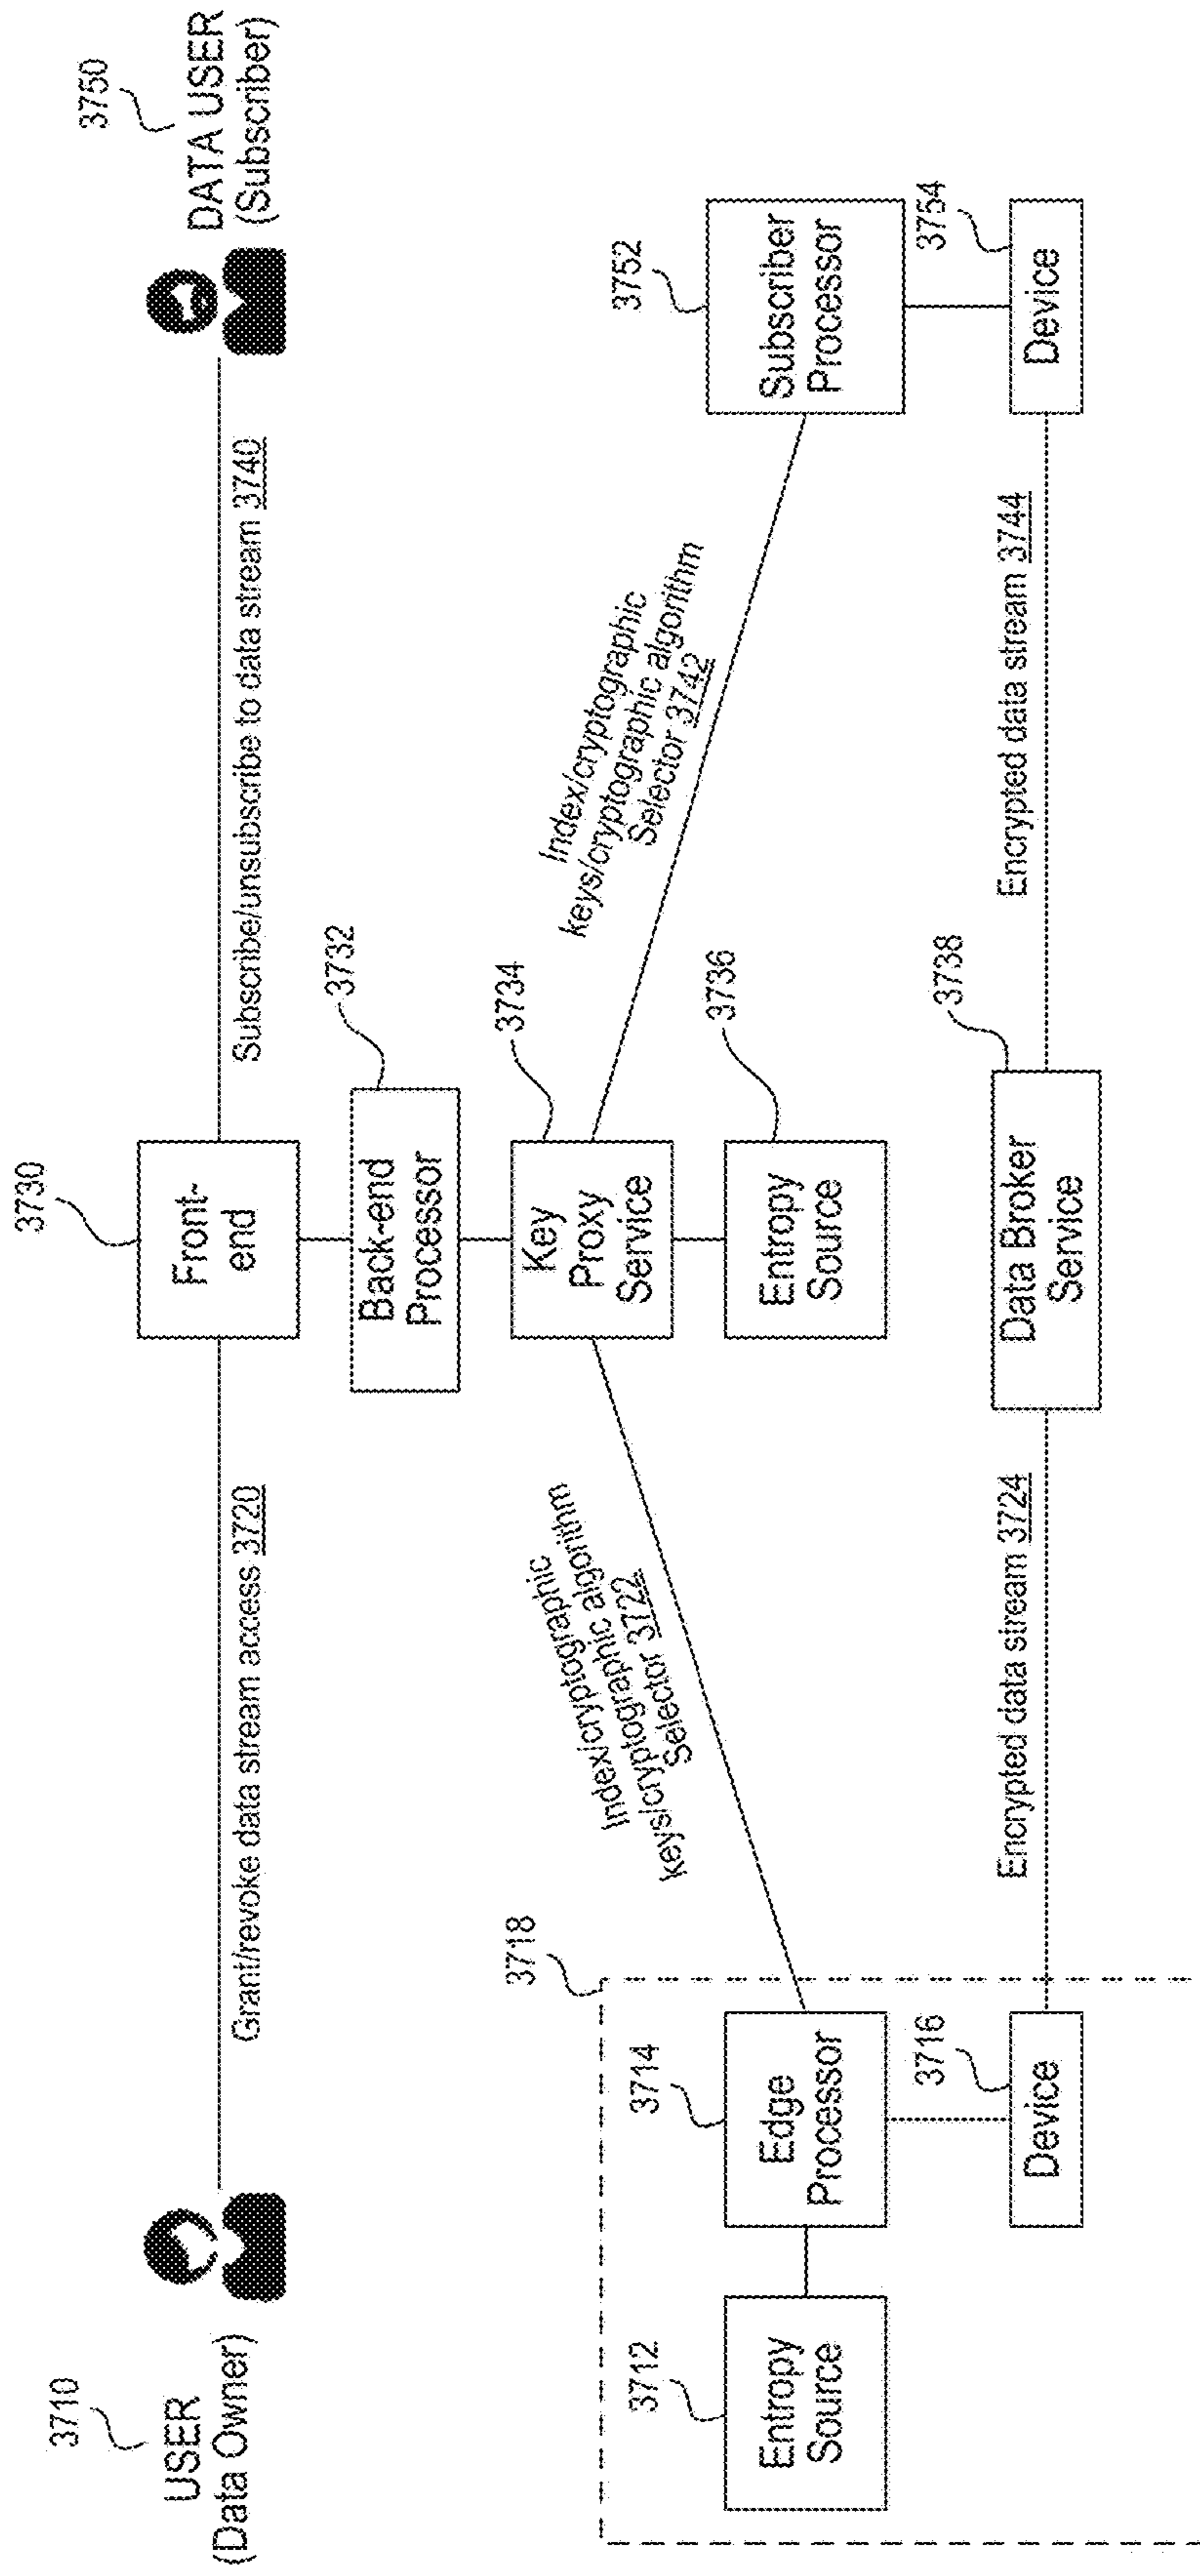 3710
USER
(Data Owner)
Grant/revoke data stream access 3720
3730
Front-
end
Subscribe/unsubscribe to data stream 3740
3750
DATA USER
(Subscriber)
3732
Back-end
Processor
3734
Key
Proxy
Service
3736
Entropy
Source
Index/cryptographic
keys/cryptographic algorithm
Selector 3722
Index/cryptographic
keys/cryptographic algorithm
Selector 3742
3718
3712
Entropy
Source
3714
Edge
Processor
3716
Device
3752
Subscriber
Processor
3754
Device
Encrypted data stream 3724
3738
Data Broker
Service
Encrypted data stream 3744